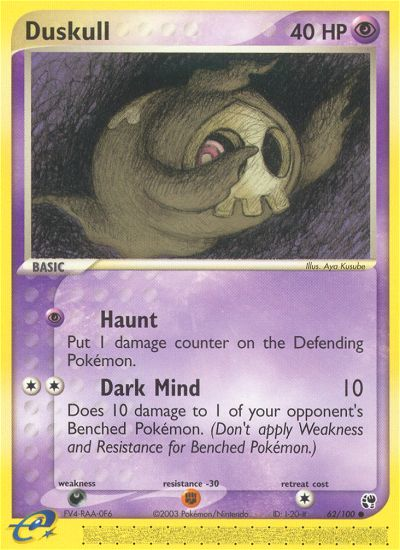 Duskull 40 HP
BASIC
Illus. Aya Kusube
Haunt
Put 1 damage counter on the Defending
Pokémon.
Dark Mind 10
Does 10 damage to 1 of your opponent's
Benched Pokémon. (Don't apply Weakness
and Resistance for Benched Pokémon.)
weakness resistance -30 retreat cost
FV4-RAA-0F6 ©2003 Pokémon/Nintendo 62/100
e